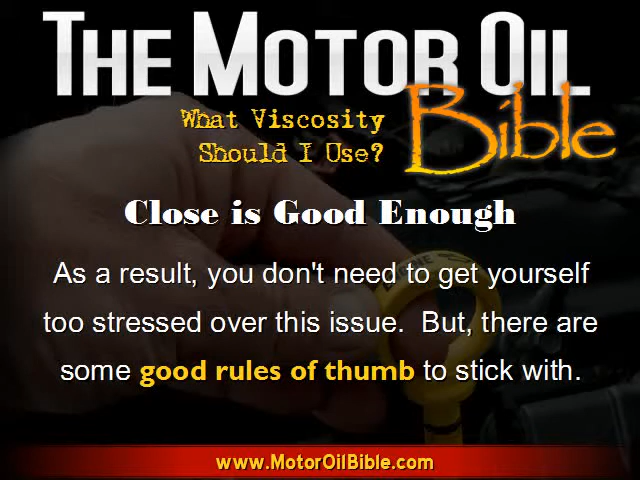 THE MOTOR OIL
Bible
What Viscosity
Should I Use?
Close is Good Enough
As a result, you don't need to get yourself
too stressed over this issue.  But, there are
some good rules of thumb to stick with.
www.MotorOilBible.com